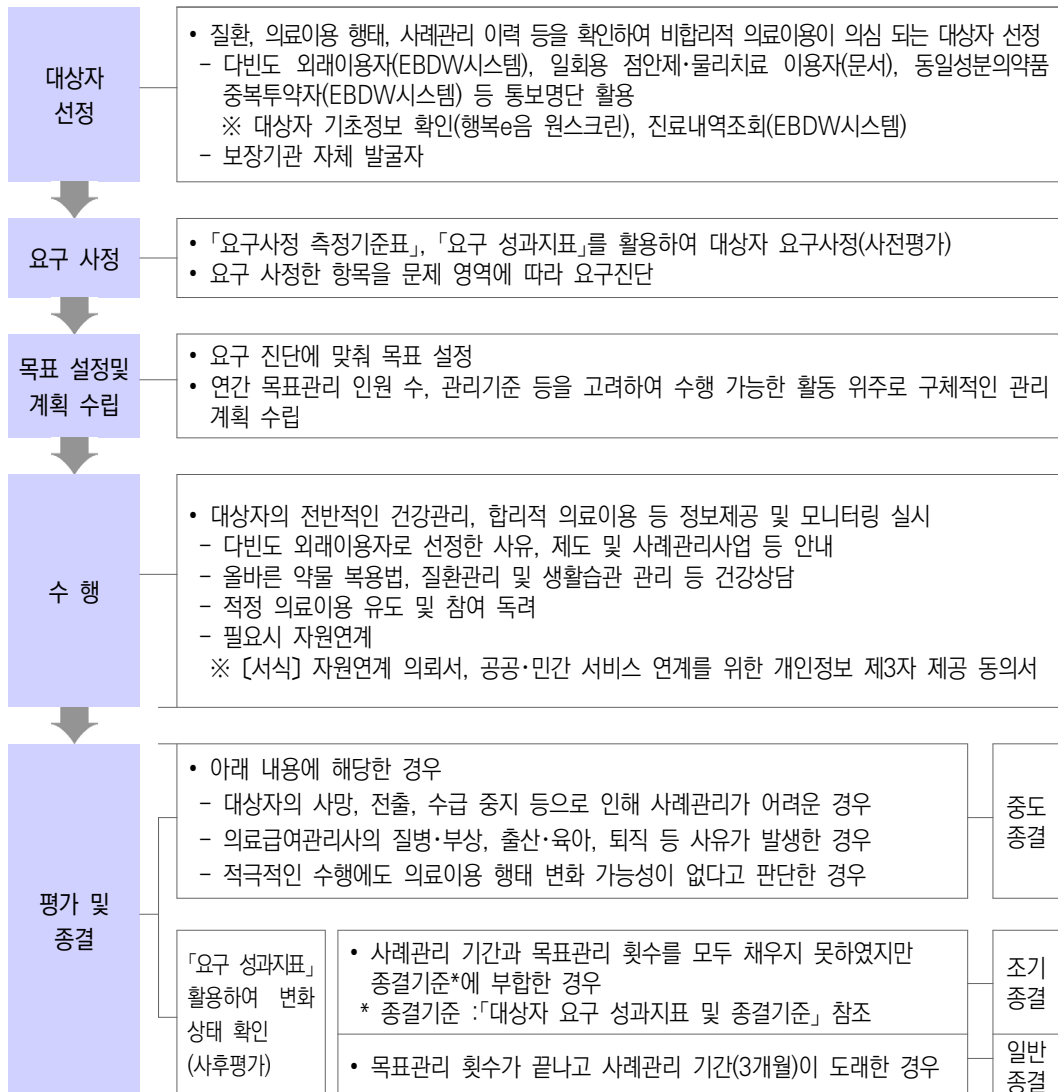 대상자
선정
• 질환, 의료이용 행태, 사례관리 이력 등을 확인하여 비합리적 의료이용이 의심 되는 대상자 선정
- 다빈도 외래이용자(EBDW시스템), 일회용 점안제·물리치료 이용자(문서), 동일성분의약품
중복투약자(EBDW시스템) 등 통보명단 활용
※ 대상자 기초정보 확인(행복e음 원스크린), 진료내역조회(EBDW시스템)
- 보장기관 자체 발굴자
요구 사정
• 「요구사정 측정기준표」, 「요구 성과지표」를 활용하여 대상자 요구사정(사전평가)
• 요구 사정한 항목을 문제 영역에 따라 요구진단
목표 설정및
계획 수립
• 요구 진단에 맞춰 목표 설정
• 연간 목표관리 인원 수, 관리기준 등을 고려하여 수행 가능한 활동 위주로 구체적인 관리
계획 수립
수 행
• 대상자의 전반적인 건강관리, 합리적 의료이용 등 정보제공 및 모니터링 실시
- 다빈도 외래이용자로 선정한 사유, 제도 및 사례관리사업 등 안내
- 올바른 약물 복용법, 질환관리 및 생활습관 관리 등 건강상담
- 적정 의료이용 유도 및 참여 독려
- 필요시 자원연계
※ [서식] 자원연계 의뢰서, 공공·민간 서비스 연계를 위한 개인정보 제3자 제공 동의서
평가 및
종결
• 아래 내용에 해당한 경우
- 대상자의 사망, 전출, 수급 중지 등으로 인해 사례관리가 어려운 경우
- 의료급여관리사의 질병·부상, 출산·육아, 퇴직 등 사유가 발생한 경우
- 적극적인 수행에도 의료이용 행태 변화 가능성이 없다고 판단한 경우
중도
종결
「요구 성과지표」
활용하여 변화
상태 확인
(사후평가)
• 사례관리 기간과 목표관리 횟수를 모두 채우지 못하였지만
종결기준*에 부합한 경우
* 종결기준 :「대상자 요구 성과지표 및 종결기준」 참조
조기
종결
• 목표관리 횟수가 끝나고 사례관리 기간(3개월)이 도래한 경우
일반
종결